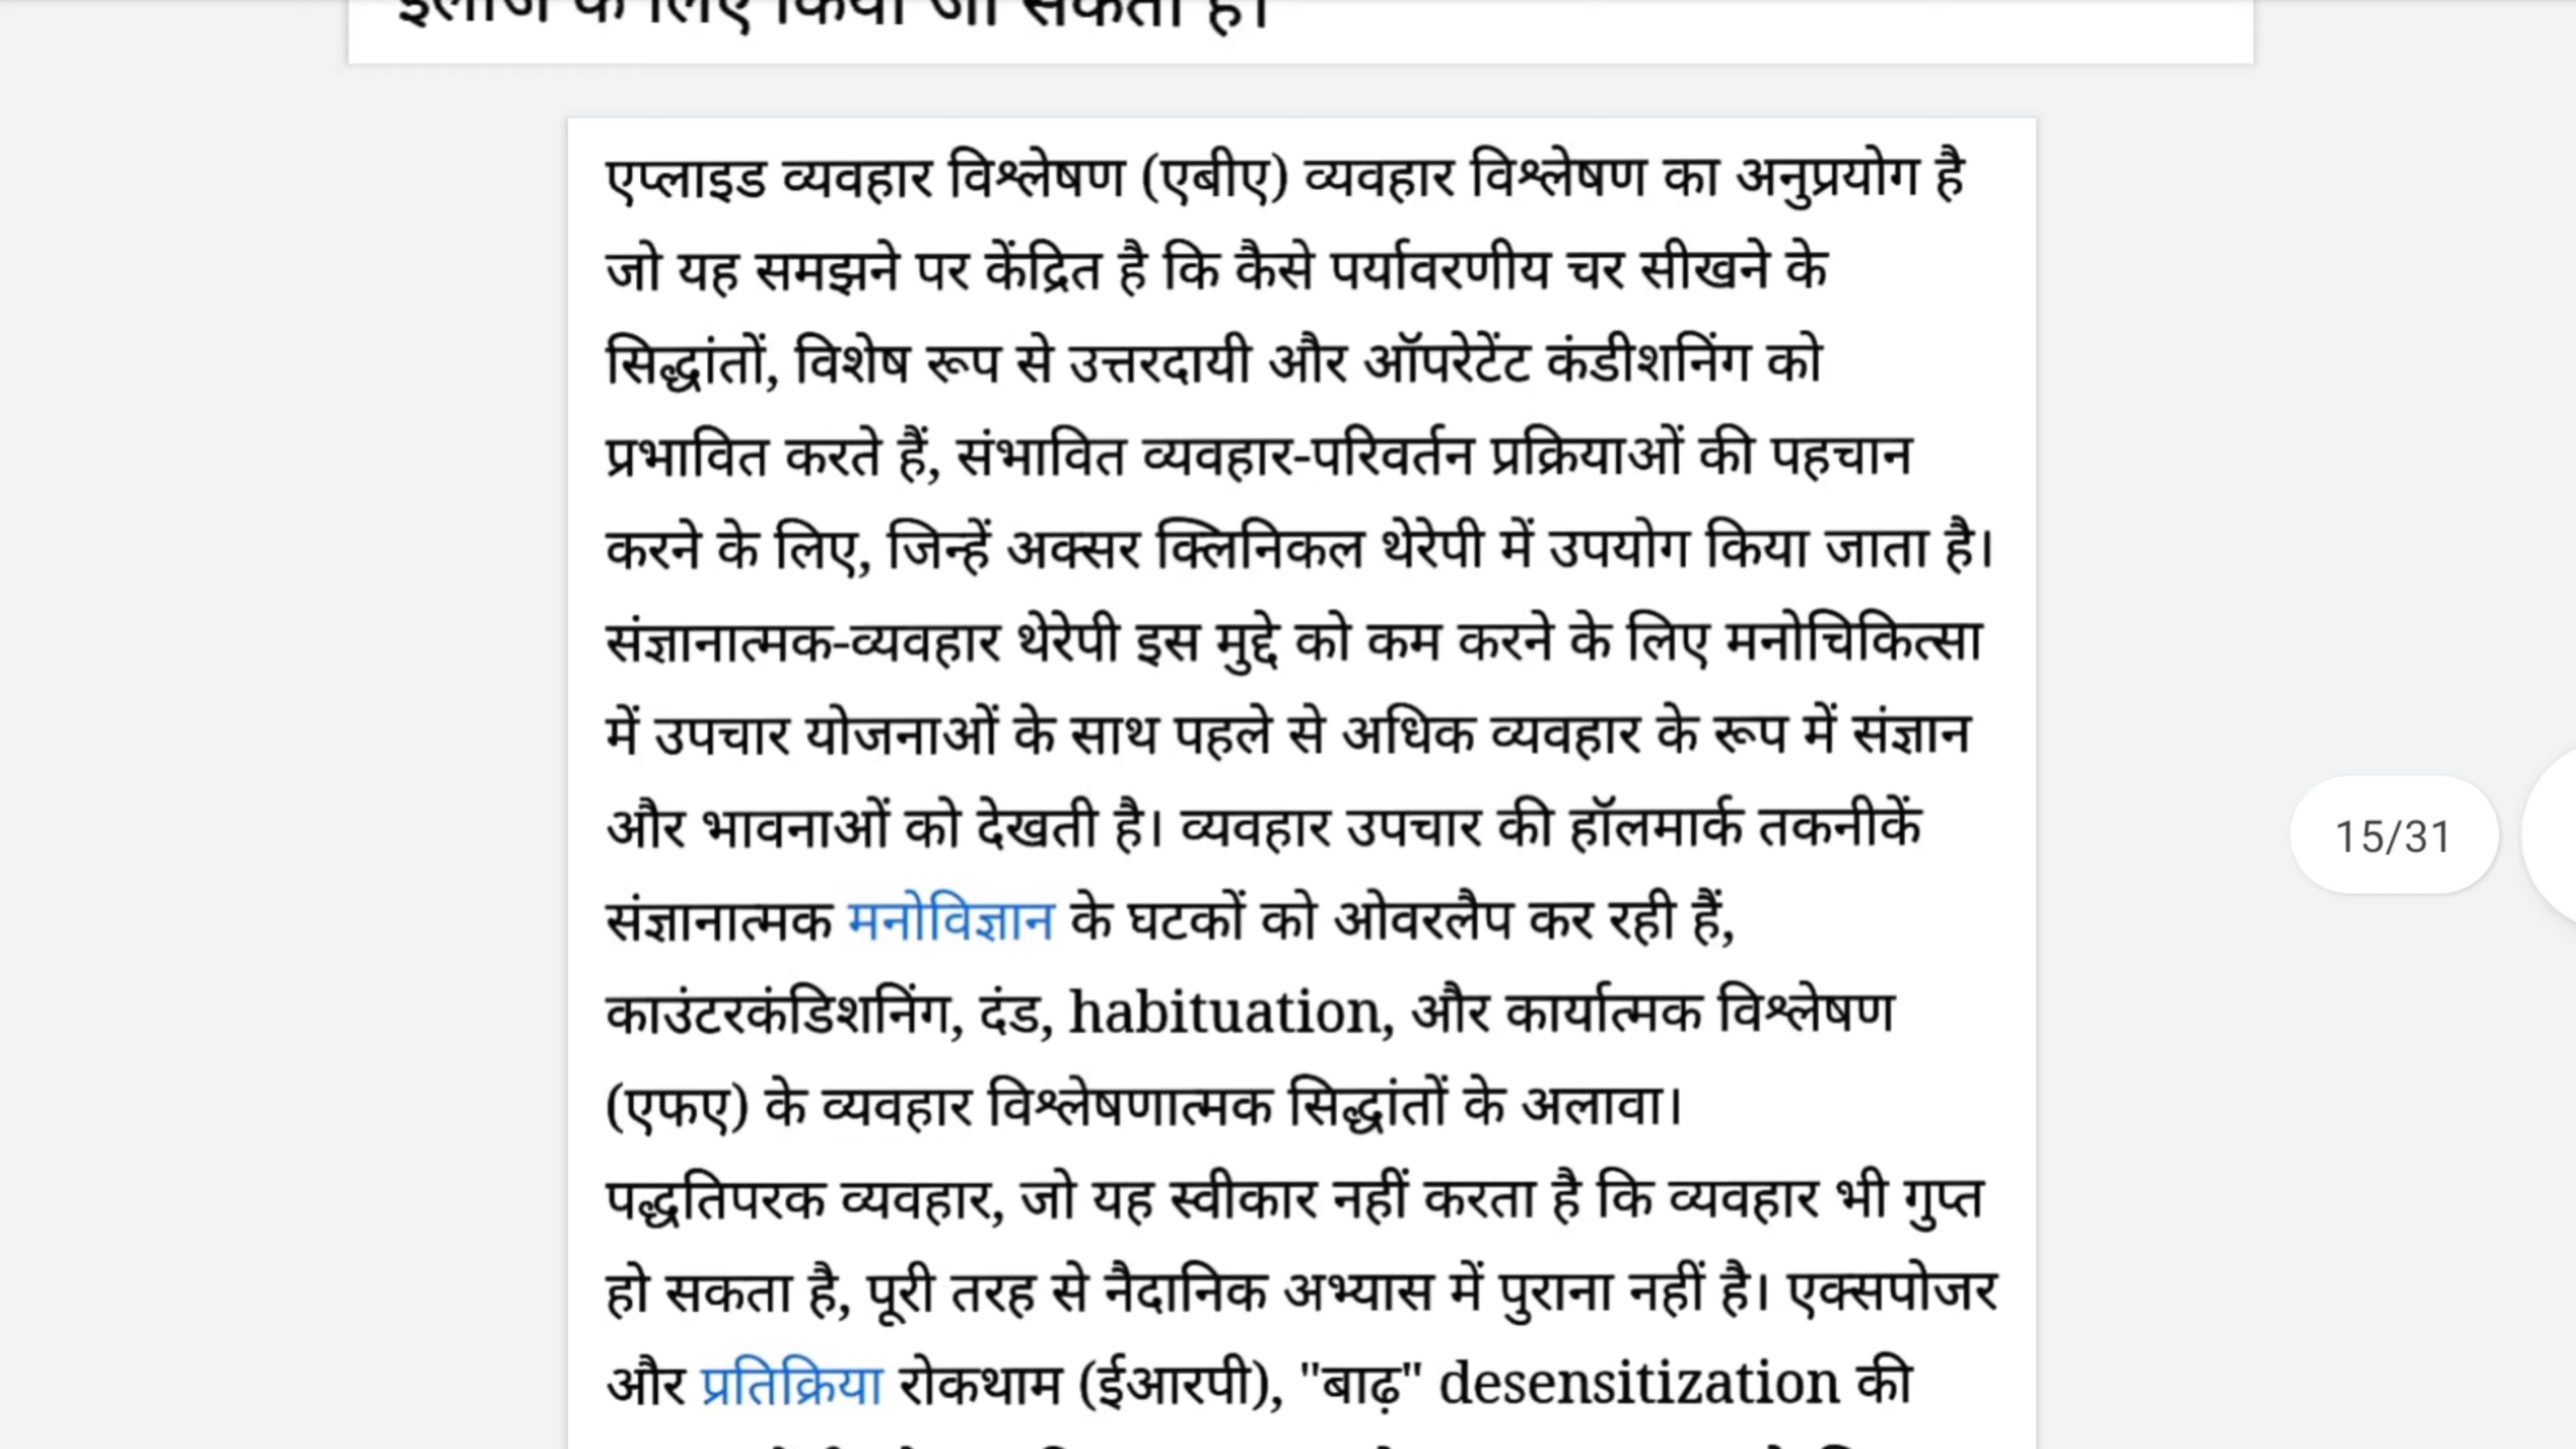 इलाज के लिए किया जा सकता है।
एप्लाइड व्यवहार विश्लेषण (एबीए) व्यवहार विश्लेषण का अनुप्रयोग है
जो यह समझने पर केंद्रित है कि कैसे पर्यावरणीय चर सीखने के
सिद्धांतों, विशेष रूप से उत्तरदायी और ऑपरेटेंट कंडीशनिंग को
प्रभावित करते हैं, संभावित व्यवहार-परिवर्तन प्रक्रियाओं की पहचान
करने के लिए, जिन्हें अक्सर क्लिनिकल थेरेपी में उपयोग किया जाता है।
संज्ञानात्मक-व्यवहार थेरेपी इस मुद्दे को कम करने के लिए मनोचिकित्सा
में उपचार योजनाओं के साथ पहले से अधिक व्यवहार के रूप में संज्ञान
और भावनाओं को देखती है। व्यवहार उपचार की हॉलमार्क तकनीकें
संज्ञानात्मक मनोविज्ञान के घटकों को ओवरलैप कर रही हैं,
काउंटरकंडिशनिंग, दंड, habituation, और कार्यात्मक विश्लेषण
(एफए) के व्यवहार विश्लेषणात्मक सिद्धांतों के अलावा।
पद्धतिपरक व्यवहार, जो यह स्वीकार नहीं करता है कि व्यवहार भी गुप्त
हो सकता है, पूरी तरह से नैदानिक अभ्यास में पुराना नहीं है। एक्सपोजर
और प्रतिक्रिया रोकथाम (ईआरपी), "बाढ़" desensitization की
15/31